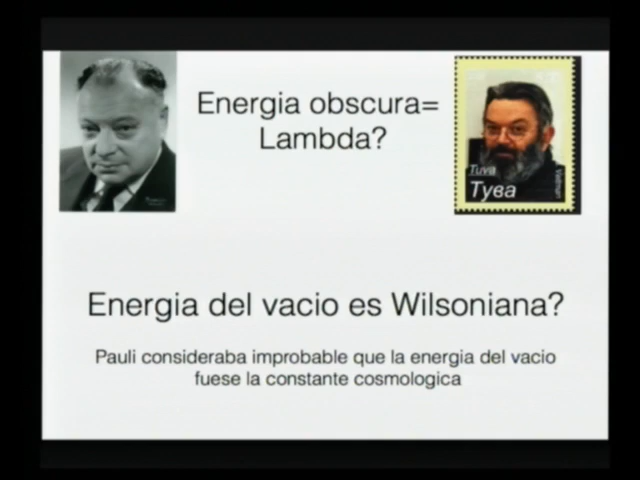 Energia obscura=
Lambda?
Tuva
Тува
Energia del vacio es Wilsoniana?
Pauli consideraba improbable que la energia del vacio
fuese la constante cosmologica